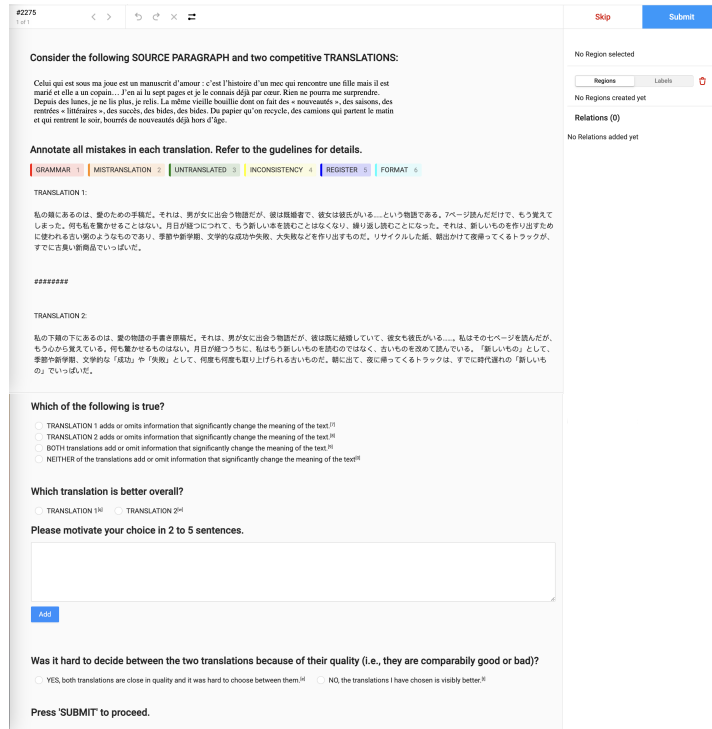 #2275
1 of 1
Skip
Submit
No Region selected
Regions
Labels
No Regions created yet
Relations (0)
No Relations added yet
Consider the following SOURCE PARAGRAPH and two competitive TRANSLATIONS:
Celui qui est sous ma joue est un manuscrit d'amour : c'est l'histoire d'un mec qui rencontre une fille mais il est
marié et elle a un copain… J'en ai lu sept pages et je le connais déjà par cœur. Rien ne pourra me surprendre.
Depuis des lunes, je ne lis plus, je relis. La même vieille bouillie dont on fait des « nouveautés », des saisons, des
rentrées « littéraires », des succès, des bides, des bides. Du papier qu'on recycle, des camions qui partent le matin
et qui rentrent le soir, bourrés de nouveautés déjà hors d'âge.
Annotate all mistakes in each translation. Refer to the gudelines for details.
GRAMMAR 1
MISTRANSLATION 2
UNTRANSLATED 3
INCONSISTENCY 4
REGISTER 5
FORMAT 6
TRANSLATION 1:
私の頬にあるのは、愛のための手稿だ。それは、男が女に出会う物語だが、彼は既婚者で、彼女は彼氏がいる……という物語である。7ページ読んだだけで、もう覚えて
しまった。何も私を驚かせることはない。月日が経つにつれて、もう新しい本を読むことはなくなり、繰り返し読むことになった。それは、新しいものを作り出すため
に使われる古い粥のようなものであり、季節や新学期、文学的な成功や失敗、大失敗などを作り出すものだ。リサイクルした紙、朝出かけて夜帰ってくるトラックが、
すでに古臭い新商品でいっぱいだ。
########
TRANSLATION 2:
私の下頬の下にあるのは、愛の物語の手書き原稿だ。それは、男が女に出会う物語だが、彼は既に結婚していて、彼女も彼氏がいる……。私はその七ページを読んだが、
もう心から覚えている。何も驚かせるものはない。月日が経つうちに、私はもう新しいものを読むのではなく、古いものを改めて読んでいる。「新しいもの」として、
季節や新学期、文学的な「成功」や「失敗」として、何度も何度も取り上げられる古いものだ。朝に出て、夜に帰ってくるトラックは、すでに時代遅れの「新しいも
の」でいっぱいだ。
Which of the following is true?
TRANSLATION 1 adds or omits information that significantly change the meaning of the text.[7]
TRANSLATION 2 adds or omits information that significantly change the meaning of the text.[8]
BOTH translations add or omit information that significantly change the meaning of the text.[9]
NEITHER of the translations add or omit information that significantly change the meaning of the text[0]
Which translation is better overall?
TRANSLATION 1[q]
TRANSLATION 2[w]
Please motivate your choice in 2 to 5 sentences.
Add
Was it hard to decide between the two translations because of their quality (i.e., they are comparabily good or bad)?
YES, both translations are close in quality and it was hard to choose between them.[e]
NO, the translations I have chosen is visibly better.[t]
Press 'SUBMIT' to proceed.